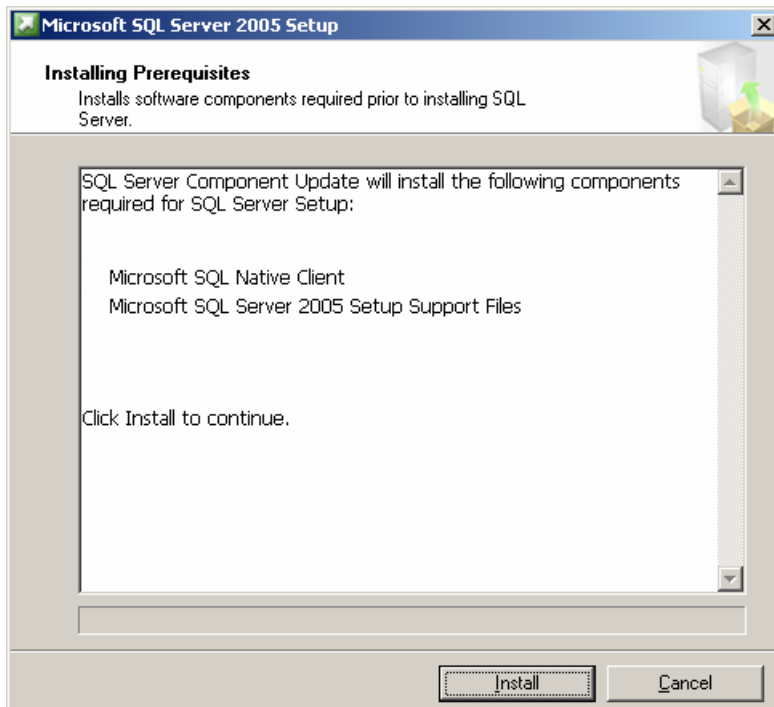 Microsoft SQL Server 2005 Setup
Installing Prerequisites
Installs software components required prior to installing SQL
Server.
SQL Server Component Update will install the following components
required for SQL Server Setup:
Microsoft SQL Native Client
Microsoft SQL Server 2005 Setup Support Files
Click Install to continue.
Install
Cancel